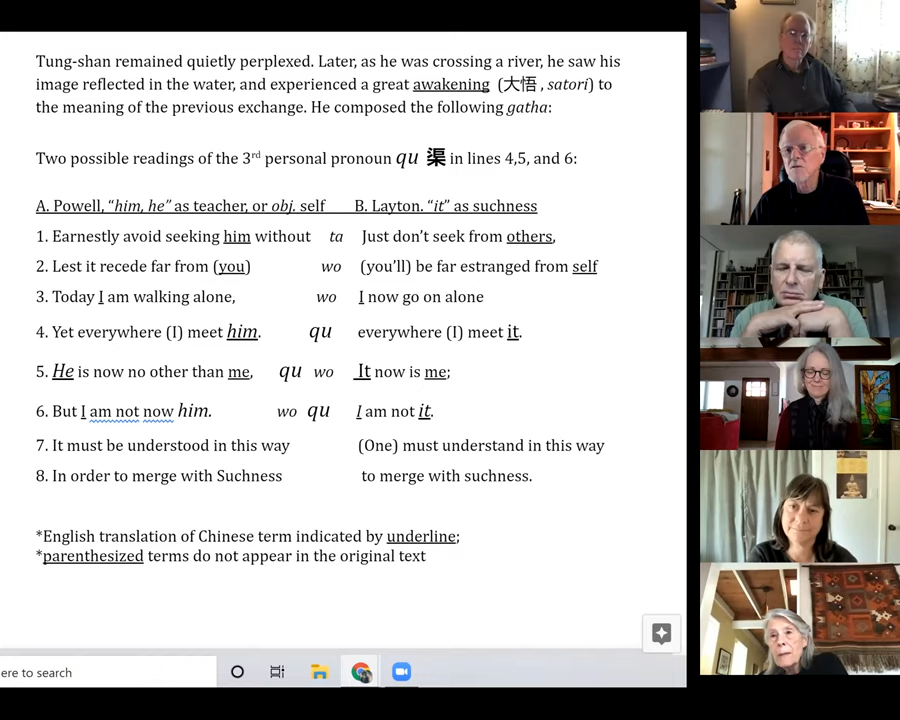 Tung-shan remained quietly perplexed. Later, as he was crossing a river, he saw his
image reflected in the water, and experienced a great awakening (大悟 , satori) to
the meaning of the previous exchange. He composed the following gatha:
Two possible readings of the 3rd personal pronoun qu 渠 in lines 4,5, and 6:
A. Powell, “him, he” as teacher, or obj. self B. Layton. “it” as suchness
1. Earnestly avoid seeking him without ta Just don’t seek from others,
2. Lest it recede far from (you) wo (you’ll) be far estranged from self
3. Today I am walking alone, wo I now go on alone
4. Yet everywhere (I) meet him. qu everywhere (I) meet it.
5. He is now no other than me, qu wo It now is me;
6. But I am not now him. wo qu I am not it.
7. It must be understood in this way (One) must understand in this way
8. In order to merge with Suchness to merge with suchness.
*English translation of Chinese term indicated by underline;
*parenthesized terms do not appear in the original text
ere to search